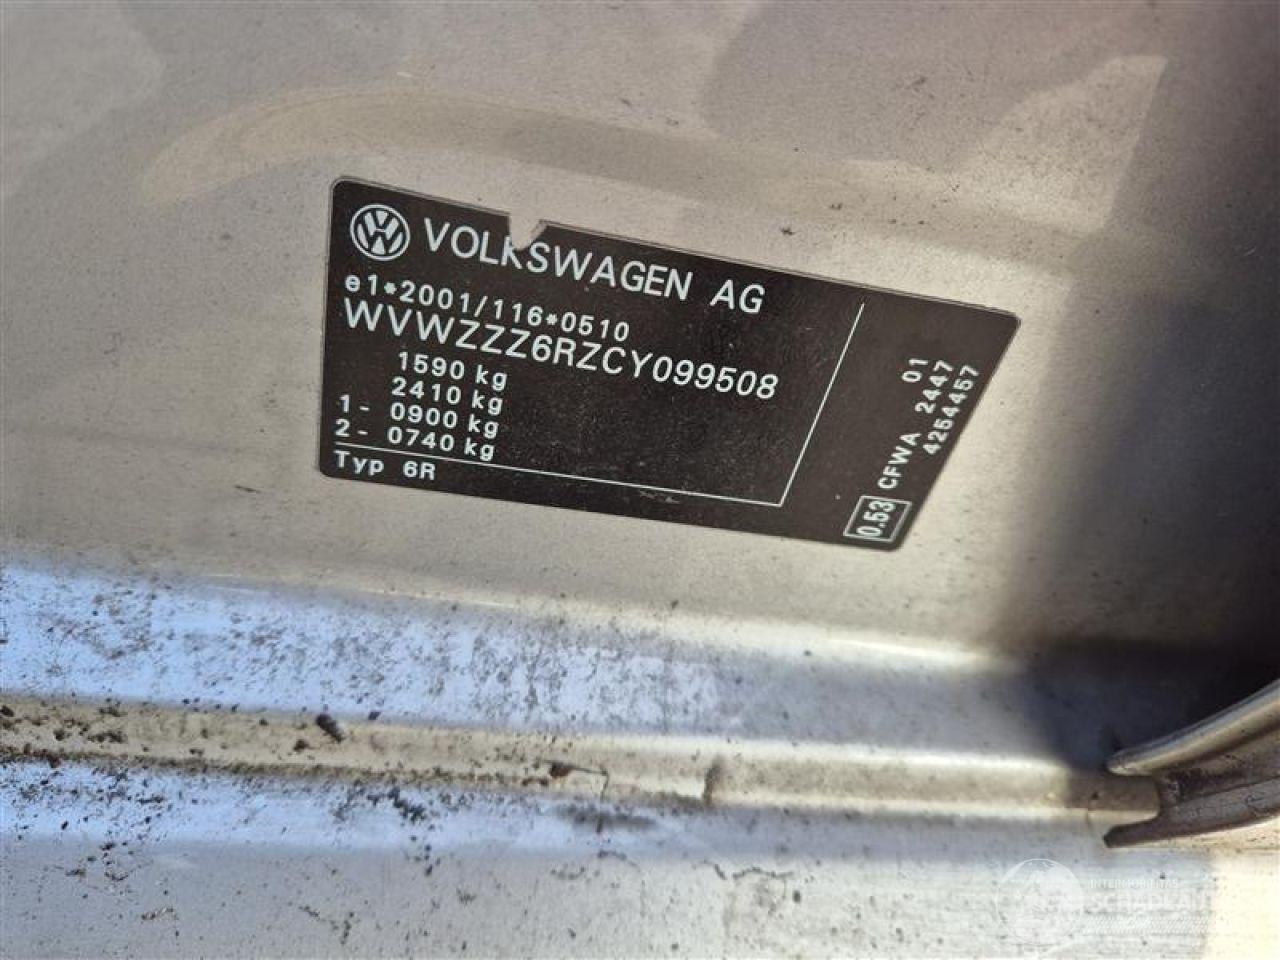 VOLKSWAGEN AG
e1*2001/116*0510
WVWZZZ6RZCY099508
1590 kg
2410 kg
1- 0900 kg
2- 0740 kg
Typ 6R
01
CFWA 2447
4254457
0.53
INTERMOBILITAS